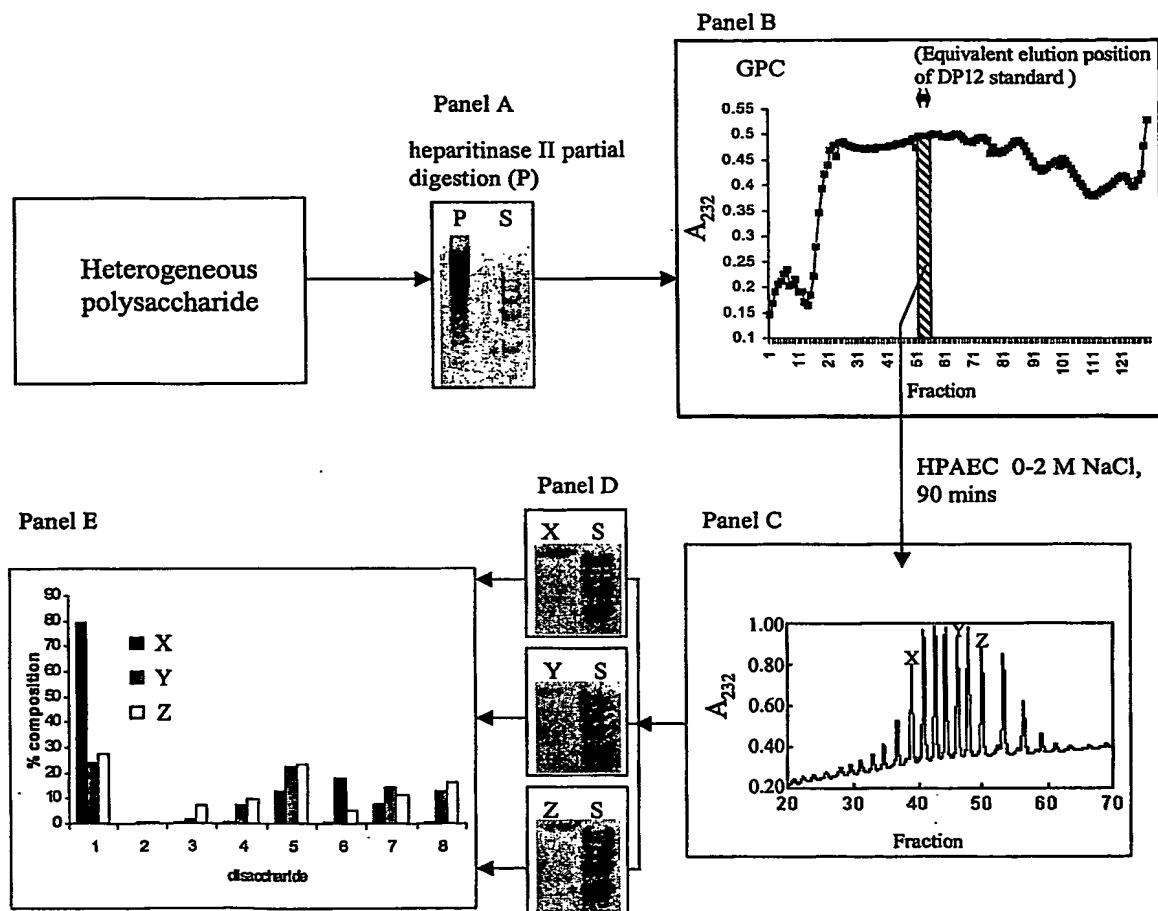 Panel B
(Equivalent elution position
of DP12 standard )
GPC
0.55
0.5
0.45
0.4
0.35
0.3
0.25
0.2
0.15
0.1
A232
1
11
21
31
41
51
61
71
81
91
101
111
121
Fraction
Panel A
heparitinase II partial
digestion (P)
P S
Heterogeneous
polysaccharide
HPAEC 0-2 M NaCl,
90 mins
Panel C
1.00
0.80
0.60
0.40
0.20
A232
X
Y
Z
20 30 40 50 60 70
Fraction
Panel D
X S
Y S
Z S
Panel E
90
80
70
60
50
40
30
20
10
0
% composition
X
Y
Z
1 2 3 4 5 6 7 8
disaccharide